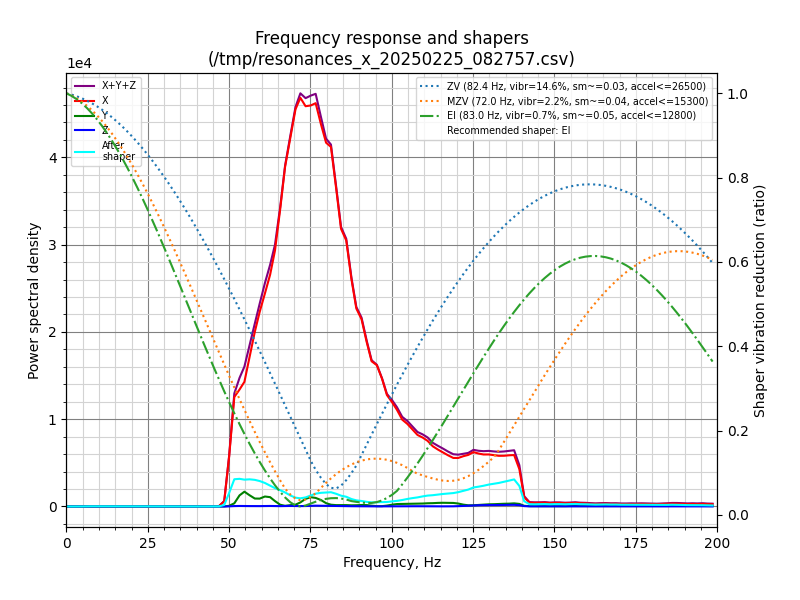 Frequency response and shapers
(/tmp/resonances_x_20250225_082757.csv)
1e4
X+Y+Z
X
Y
Z
After
shaper
ZV (82.4 Hz, vibr=14.6%, sm~=0.03, accel<=26500)
MZV (72.0 Hz, vibr=2.2%, sm~=0.04, accel<=15300)
EI (83.0 Hz, vibr=0.7%, sm~=0.05, accel<=12800)
Recommended shaper: EI
Power spectral density
4
3
2
1
0
1.0
0.8
0.6
0.4
0.2
0.0
Shaper vibration reduction (ratio)
0 25 50 75 100 125 150 175 200
Frequency, Hz